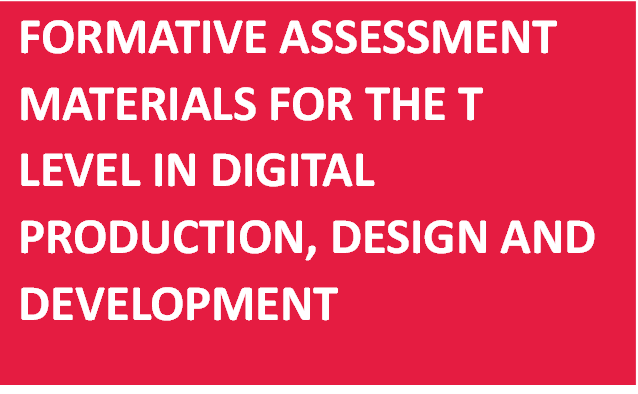 FORMATIVE ASSESSMENT
MATERIALS FOR THE T
LEVEL IN DIGITAL
PRODUCTION, DESIGN AND
DEVELOPMENT